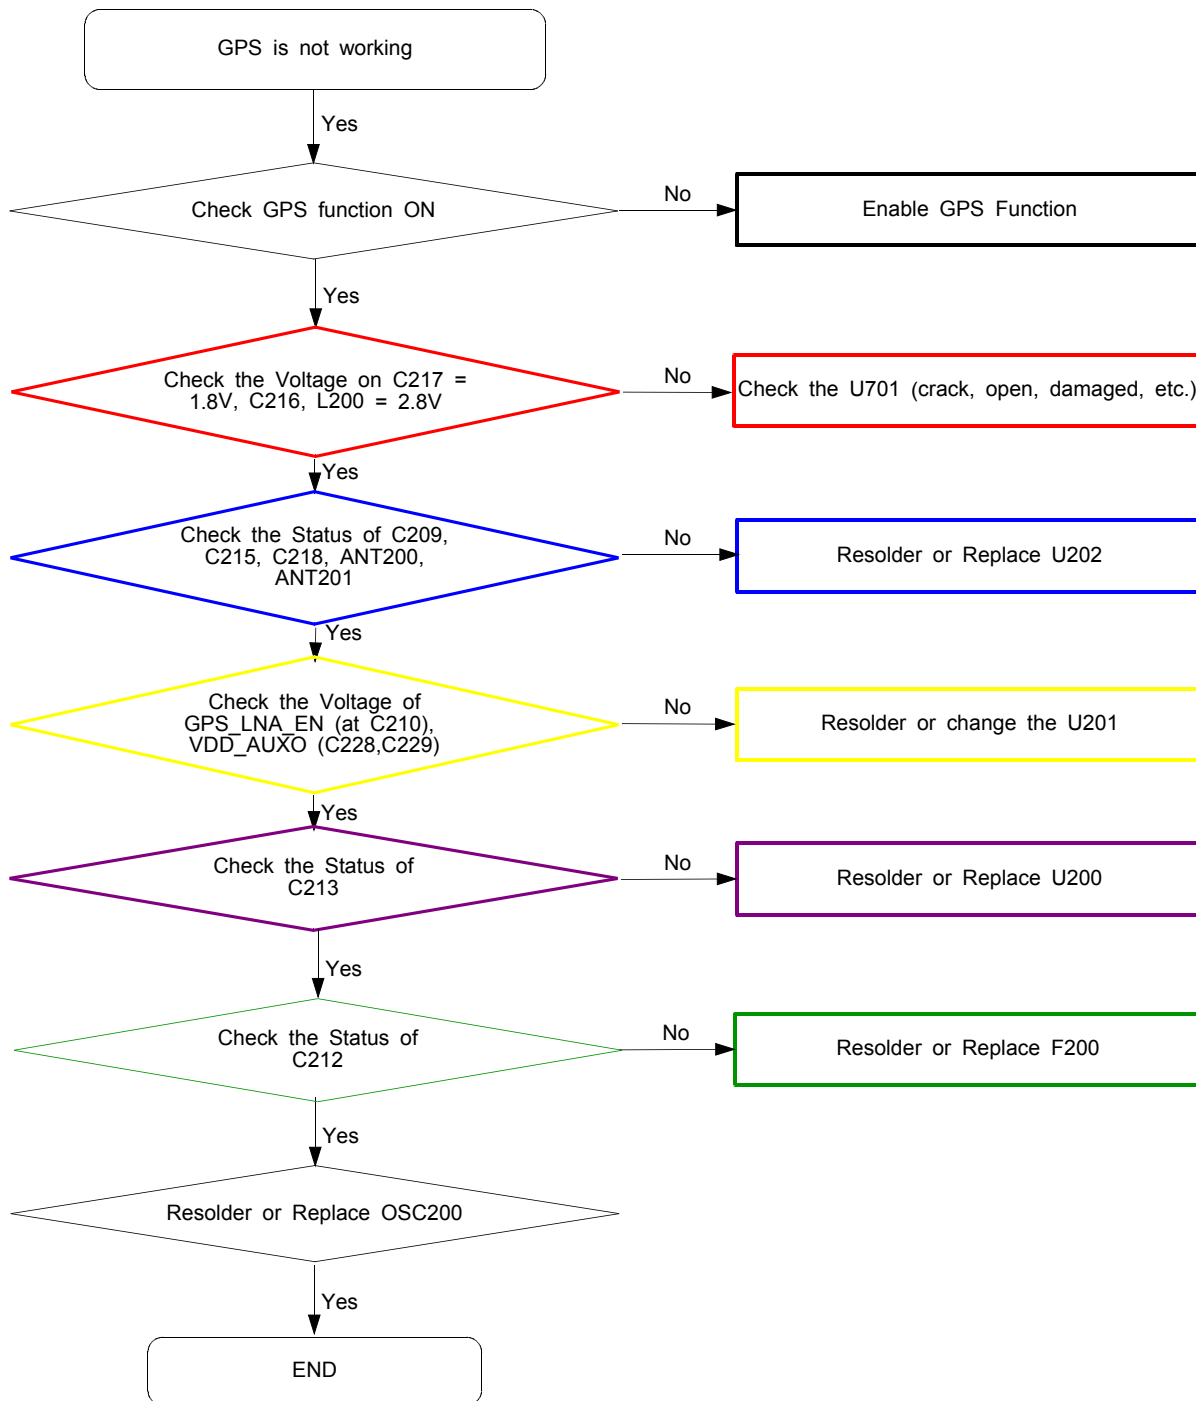 GPS is not working
Yes
Check GPS function ON
No
Enable GPS Function
Yes
Check the Voltage on C217 =
1.8V, C216, L200 = 2.8V
No
Check the U701 (crack, open, damaged, etc.)
Yes
Check the Status of C209,
C215, C218, ANT200,
ANT201
No
Resolder or Replace U202
Yes
Check the Voltage of
GPS_LNA_EN (at C210),
VDD_AUXO (C228,C229)
No
Resolder or change the U201
Yes
Check the Status of
C213
No
Resolder or Replace U200
Yes
Check the Status of
C212
No
Resolder or Replace F200
Yes
Resolder or Replace OSC200
Yes
END